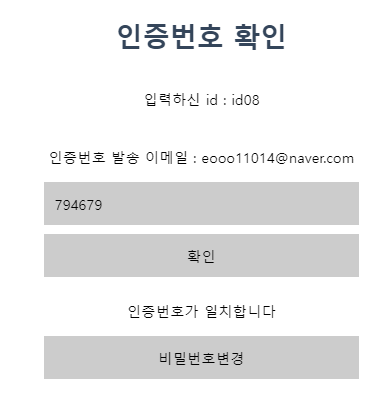 인증번호 확인
입력하신 id : id08
인증번호 발송 이메일 : eooo11014@naver.com
794679
확인
인증번호가 일치합니다
비밀번호변경